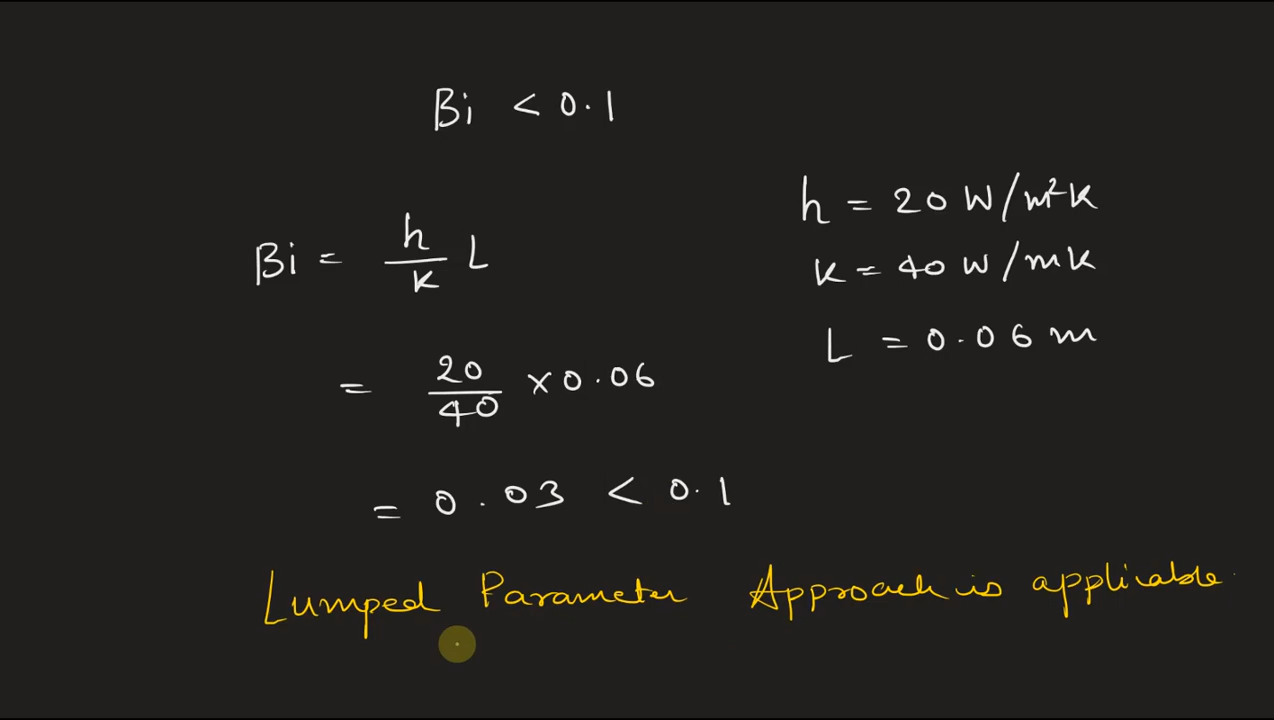 Bi < 0.1
h = 20 W/m²K
Bi = h/K L
K = 40 W/mK
L = 0.06 m
= 20/40 × 0.06
= 0.03 < 0.1
Lumped Parameter Approach is applicable.